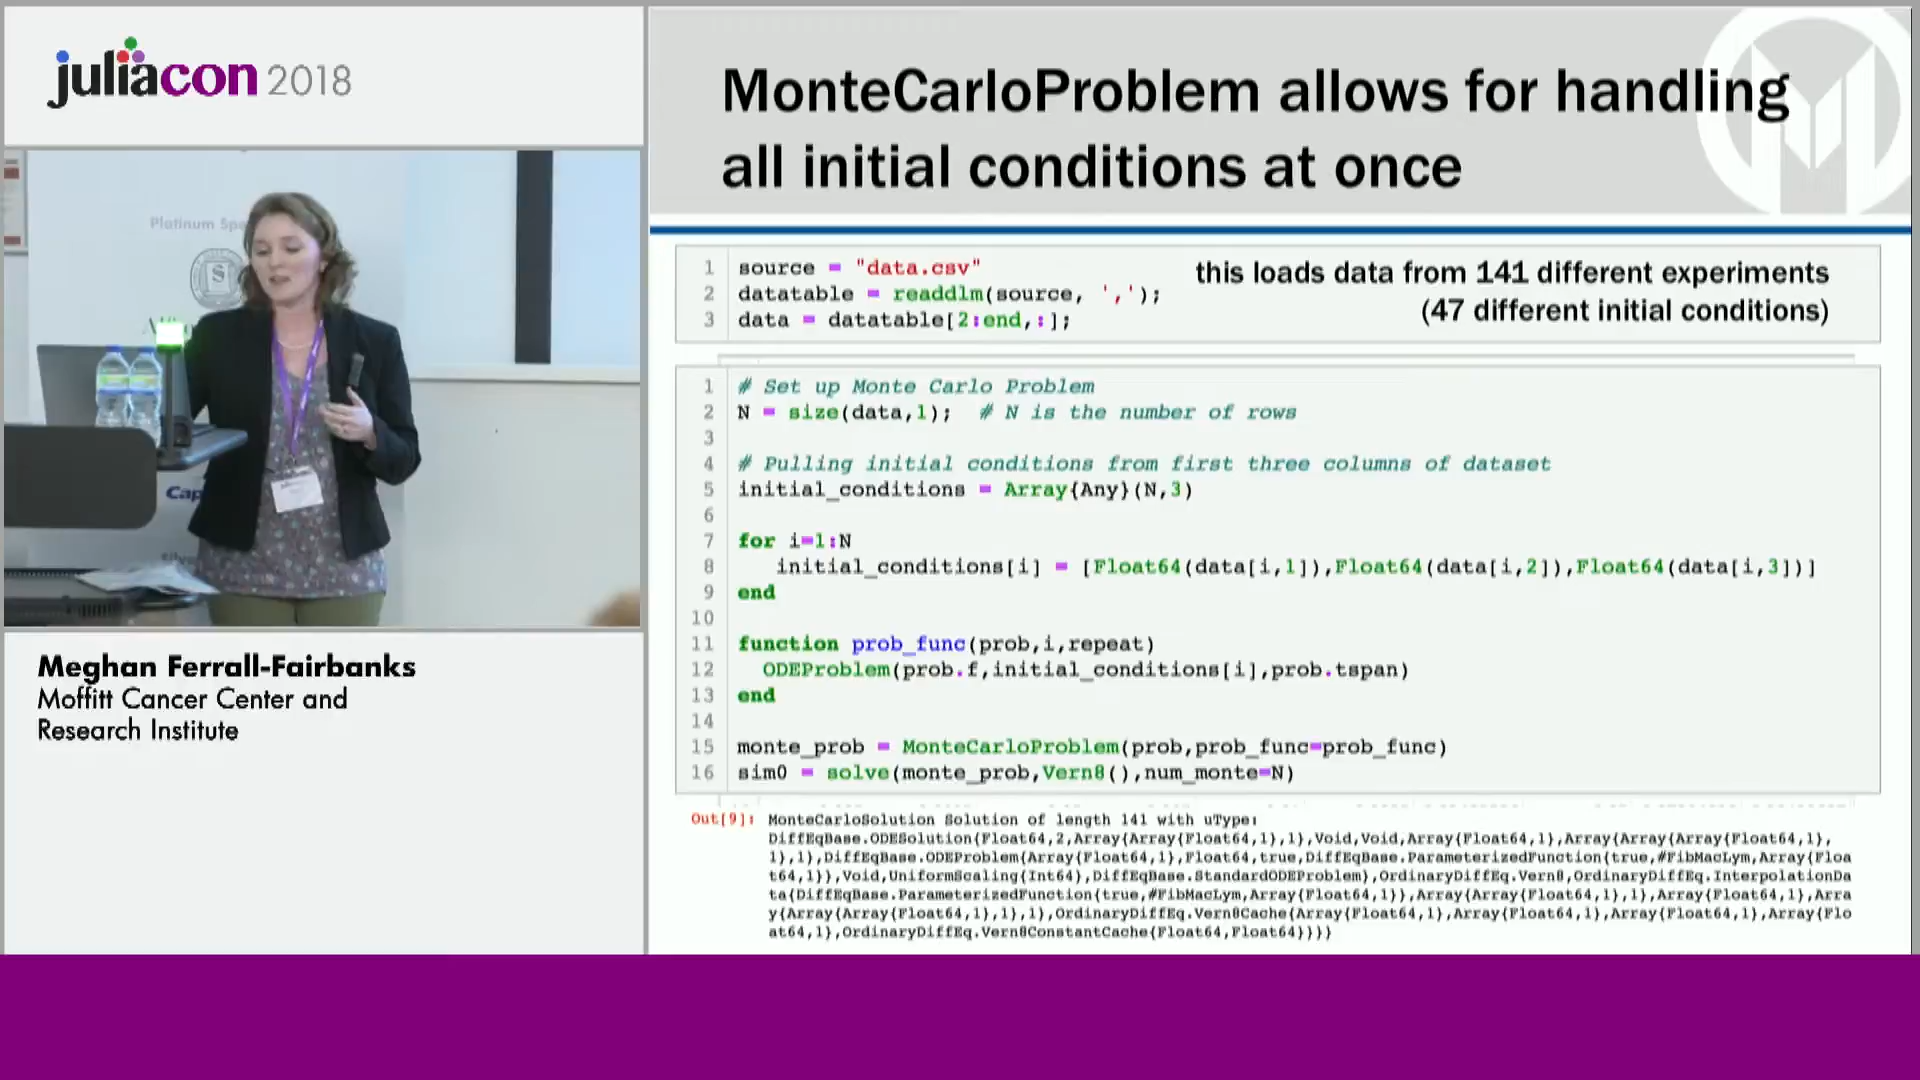 juliacon 2018
MonteCarloProblem allows for handling
all initial conditions at once
Platinum
1 source = "data.csv"
2 datatable = readdlm(source, ',');
3 data = datatable[2:end,:];
this loads data from 141 different experiments
(47 different initial conditions)
1 # Set up Monte Carlo Problem
2 N = size(data,1);  # N is the number of rows
3
4 # Pulling initial conditions from first three columns of dataset
5 initial_conditions = Array{Any}(N,3)
6
7 for i=1:N
8 initial_conditions[i] = [Float64(data[i,1]),Float64(data[i,2]),Float64(data[i,3])]
9 end
10
11 function prob_func(prob,i,repeat)
12 ODEProblem(prob.f,initial_conditions[i],prob.tspan)
13 end
14
15 monte_prob = MonteCarloProblem(prob,prob_func=prob_func)
16 sim0 = solve(monte_prob,Vern8(),num_monte=N)
Out[9]: MonteCarloSolution Solution of length 141 with uType:
DiffEqBase.ODESolution{Float64,2,Array{Array{Float64,1},1},Void,Void,Array{Float64,1},Array{Array{Array{Float64,1},
1},1},DiffEqBase.ODEProblem{Array{Float64,1},Float64,true,DiffEqBase.ParameterizedFunction{true,#FibMacLym,Array{Floa
t64,1}},Void,UniformScaling{Int64},DiffEqBase.StandardODEProblem},OrdinaryDiffEq.Vern8,OrdinaryDiffEq.InterpolationDa
ta{DiffEqBase.ParameterizedFunction{true,#FibMacLym,Array{Float64,1}},Array{Array{Float64,1},1},Array{Float64,1},Arra
y{Array{Array{Float64,1},1},1},OrdinaryDiffEq.Vern8Cache{Array{Float64,1},Array{Float64,1},Array{Float64,1},Array{Flo
at64,1},OrdinaryDiffEq.Vern8ConstantCache{Float64,Float64}}}}
Meghan Ferrall-Fairbanks
Moffitt Cancer Center and
Research Institute